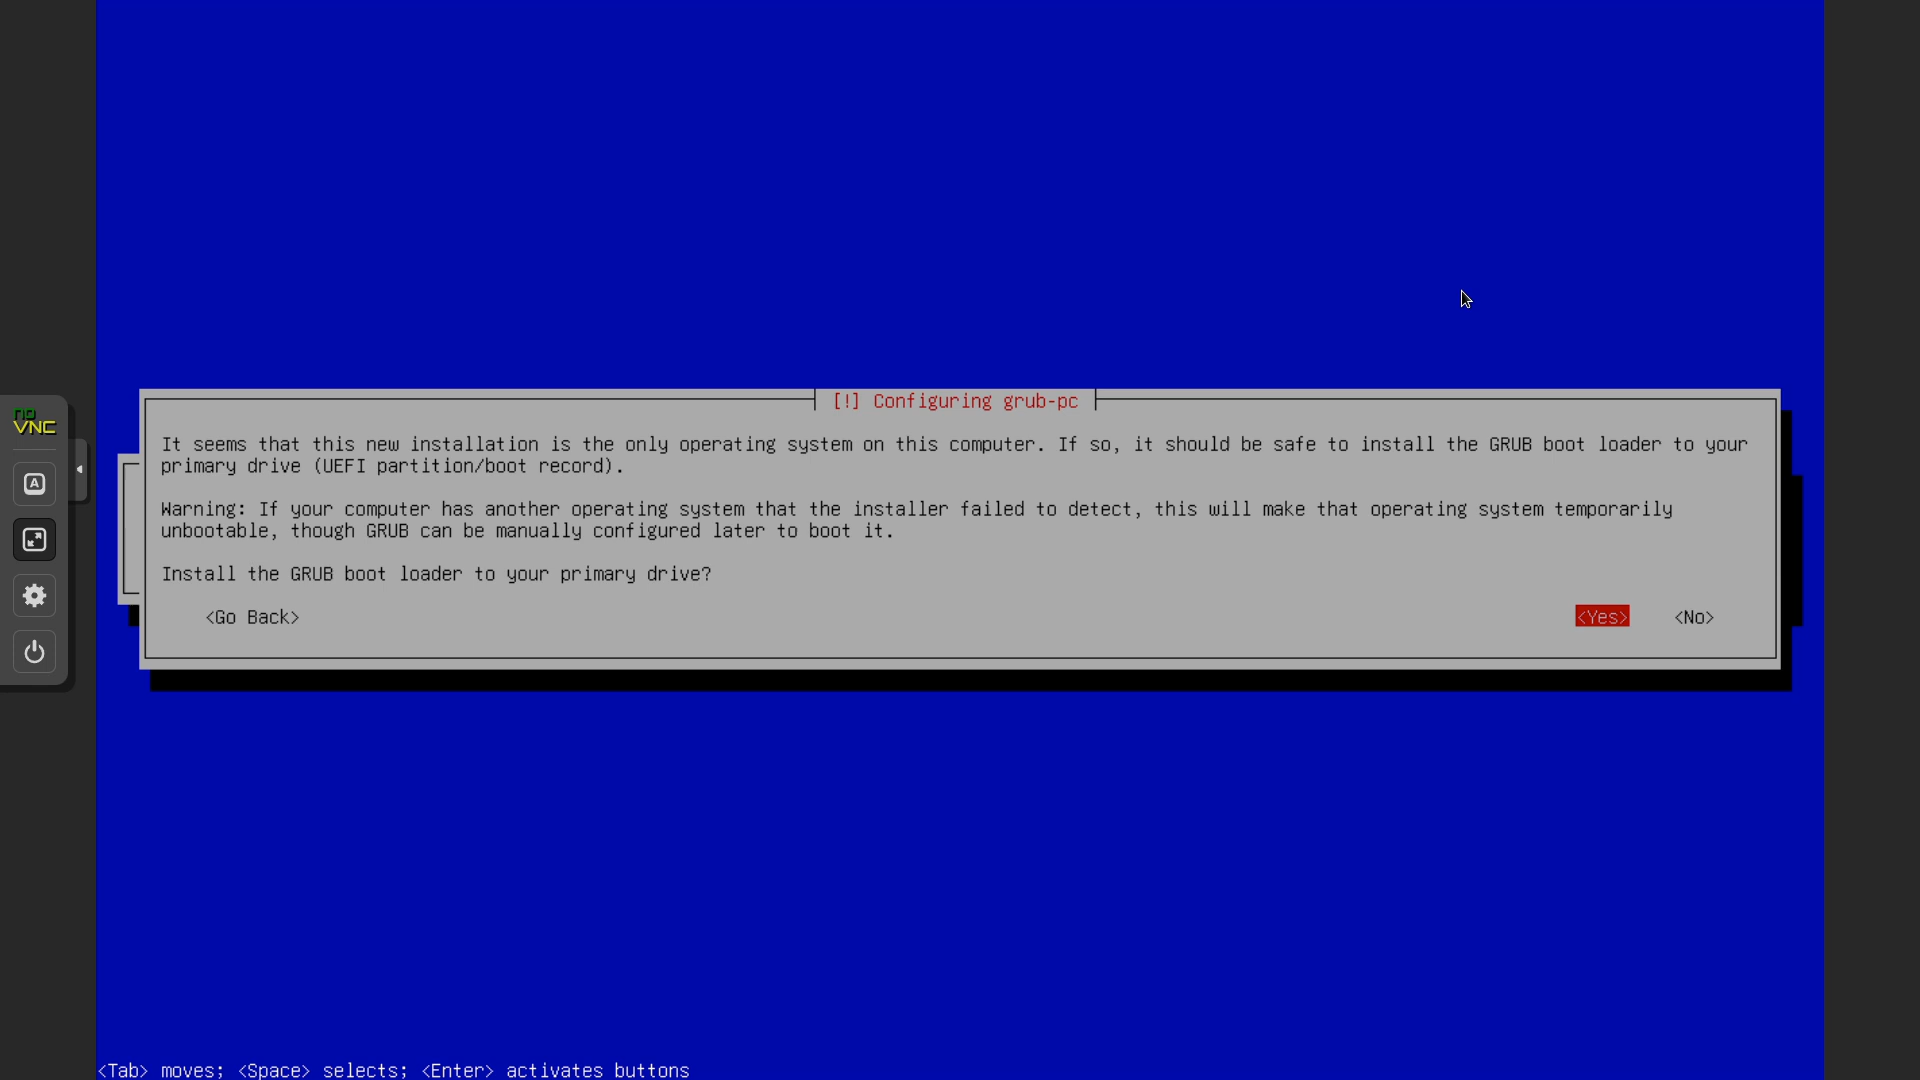 [!] Configuring grub-pc
It seems that this new installation is the only operating system on this computer. If so, it should be safe to install the GRUB boot loader to your
primary drive (UEFI partition/boot record).
Warning: If your computer has another operating system that the installer failed to detect, this will make that operating system temporarily
unbootable, though GRUB can be manually configured later to boot it.
Install the GRUB boot loader to your primary drive?
<Go Back> <Yes> <No>
no
VNC
A
<Tab> moves; <Space> selects; <Enter> activates buttons